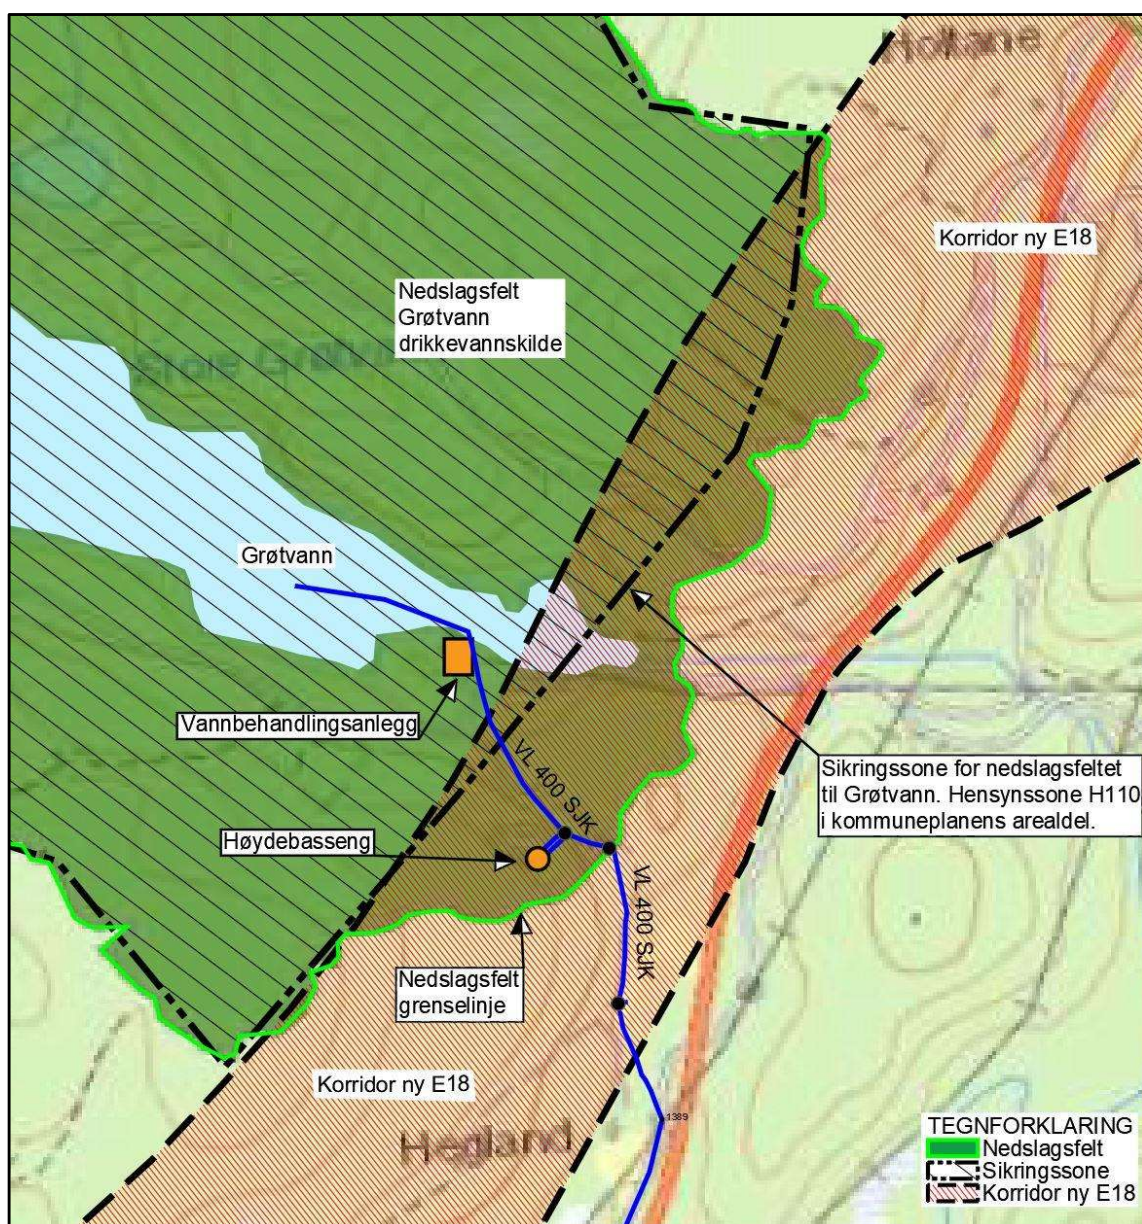 Holtane
Korridor ny E18
Nedslagsfelt
Grøtvann
drikkevannskilde
Grøtvann
Vannbehandlingsanlegg
VL 400 SJK
Sikringssone for nedslagsfeltet
til Grøtvann. Hensynssone H110
i kommuneplanens arealdel.
Høydebasseng
VL 400 SJK
Nedslagsfelt
grenselinje
Korridor ny E18
1389
Hegland
TEGNFORKLARING
Nedslagsfelt
Sikringssone
Korridor ny E18